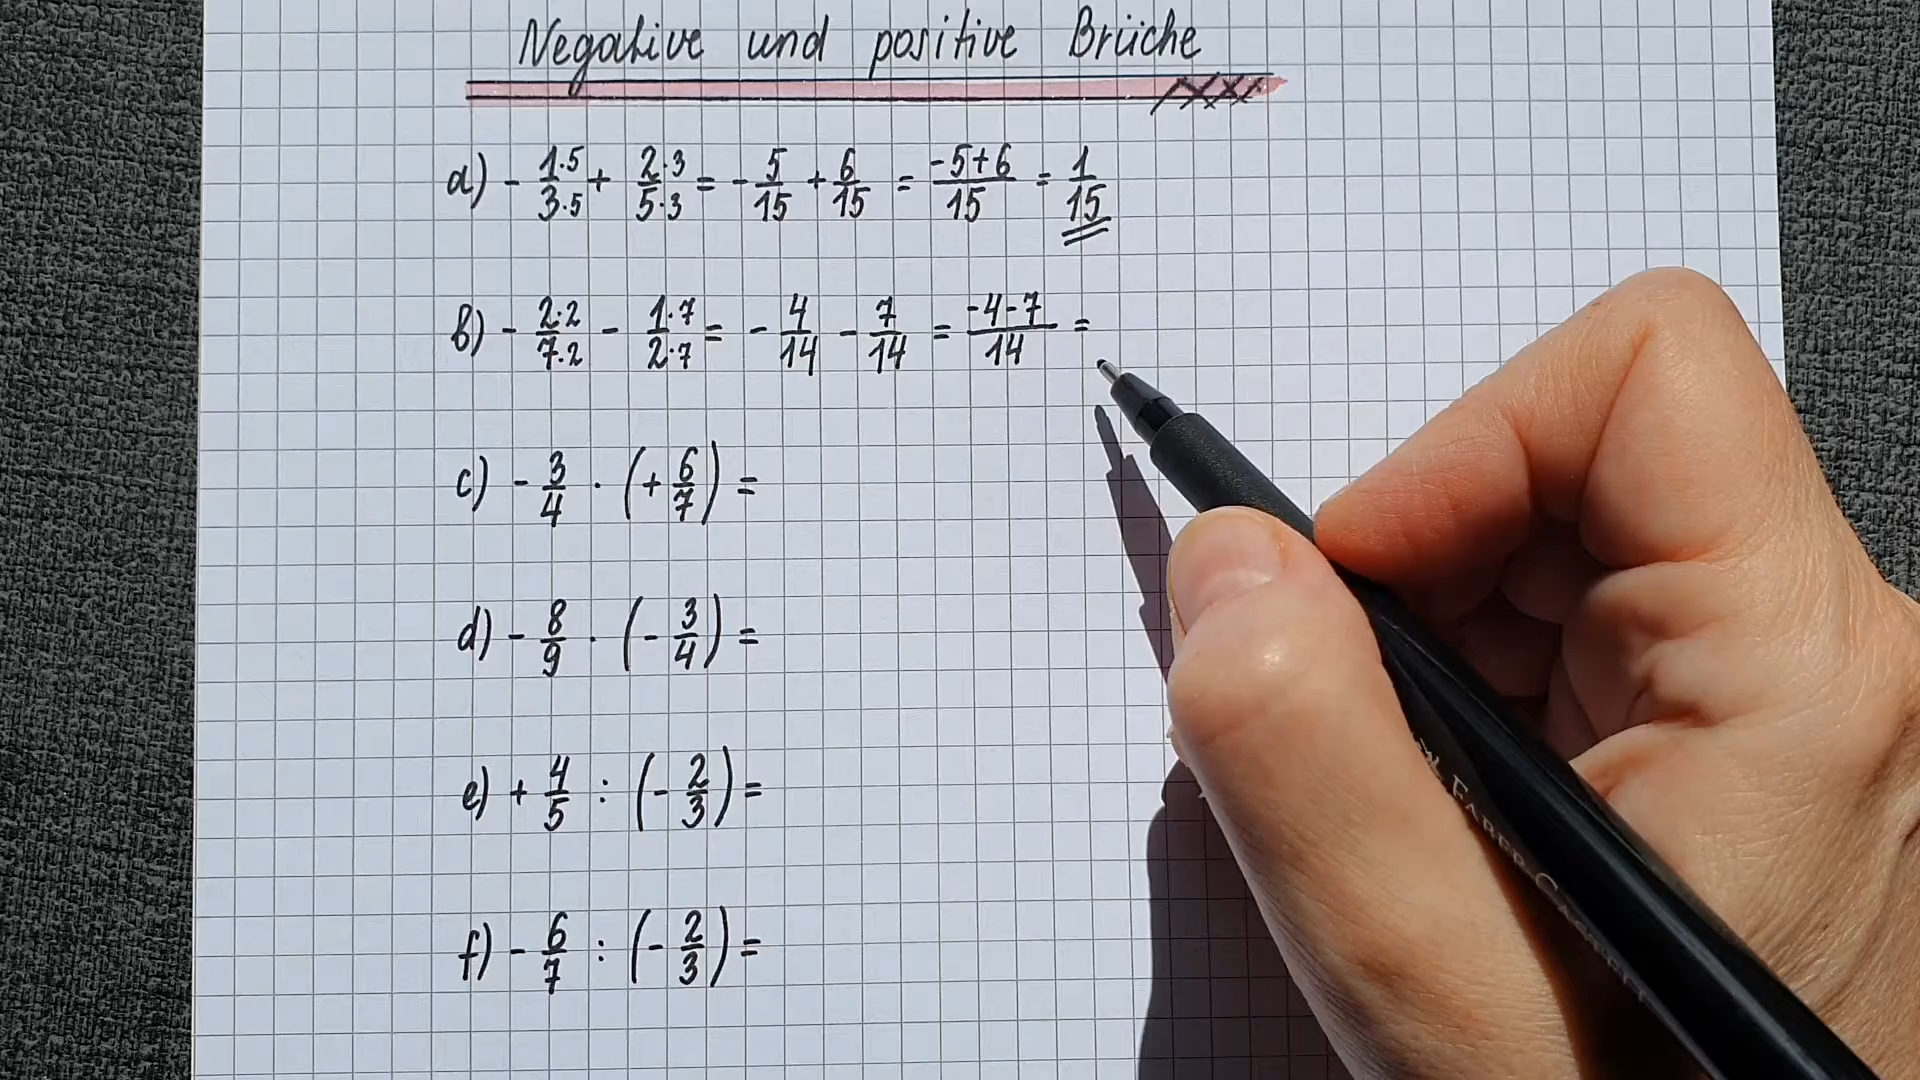 Negative und positive Brüche
a) - 1·5/3·5 + 2·3/5·3 = - 5/15 + 6/15 = -5+6/15 = 1/15
b) - 2·2/7·2 - 1·7/2·7 = - 4/14 - 7/14 = -4-7/14 =
c) - 3/4 · (+ 6/7) =
d) - 8/9 · (- 3/4) =
e) + 4/5 : (- 2/3) =
f) - 6/7 : (- 2/3) =
FABER-CASTELL